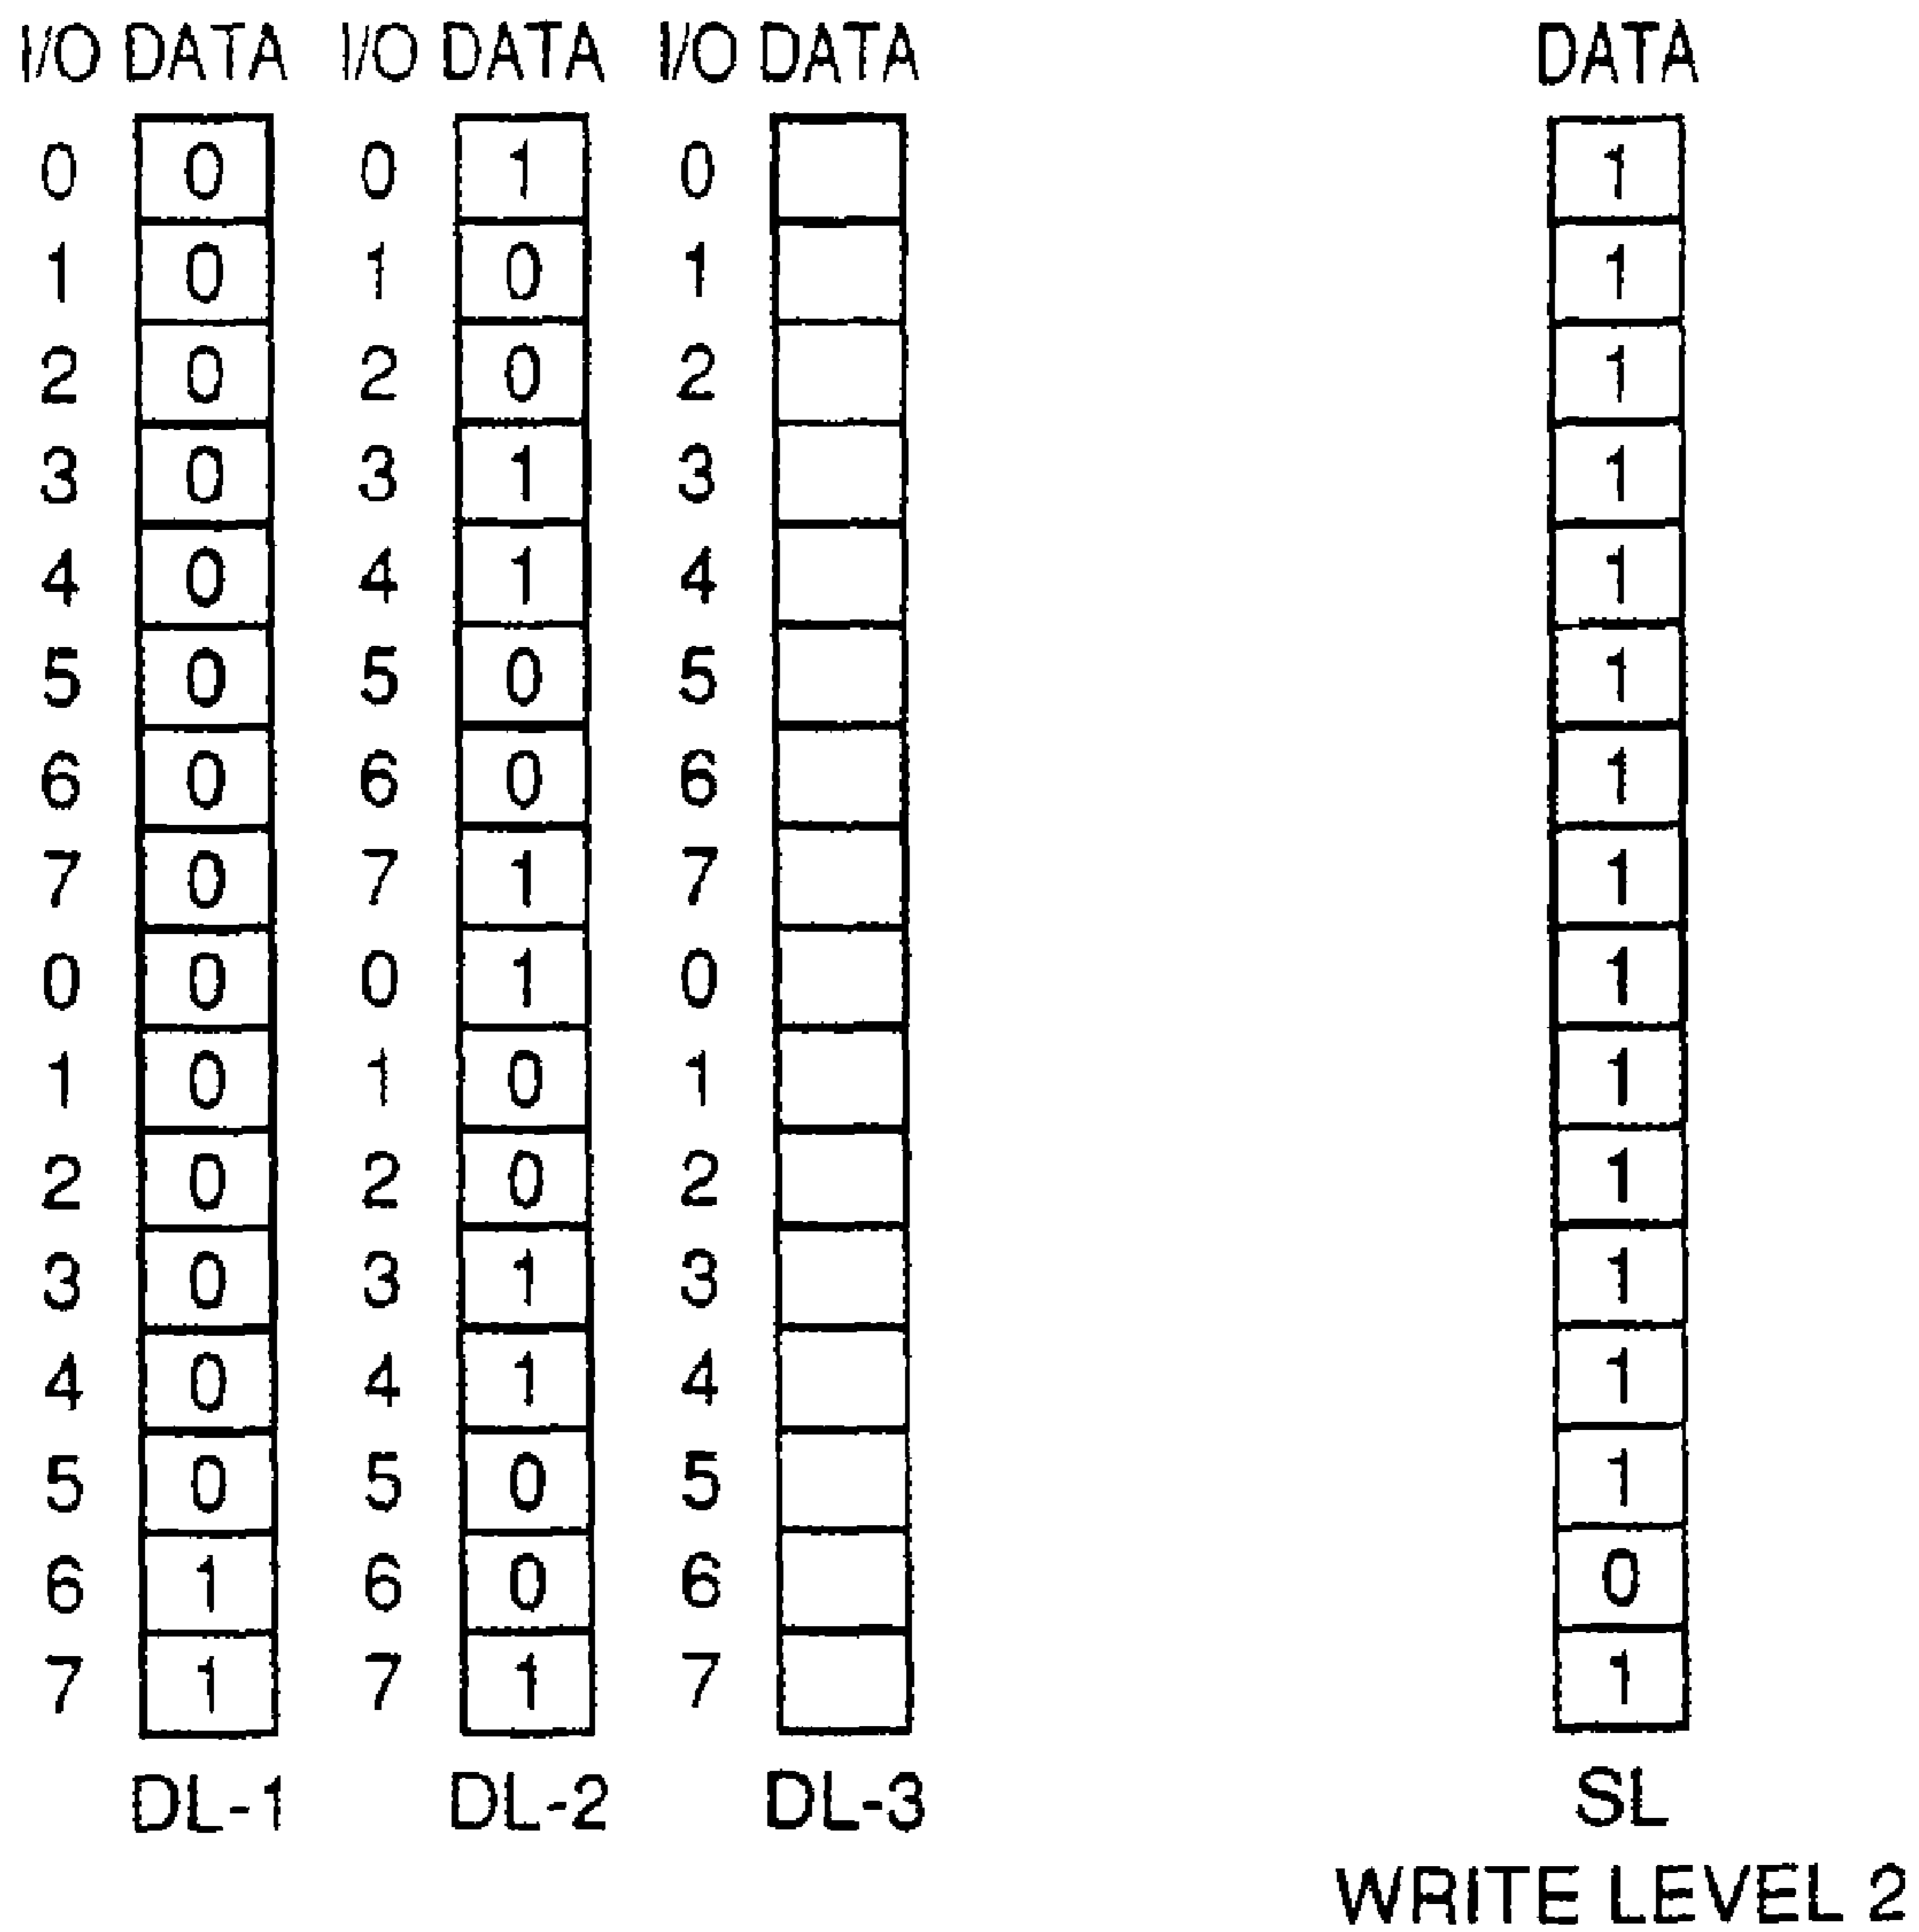 I/O DATA I/O DATA I/O DATA DATA
0 0 0 1 0 1
1 0 1 0 1 1
2 0 2 0 2 1
3 0 3 1 3 1
4 0 4 1 4 1
5 0 5 0 5 1
6 0 6 0 6 1
7 0 7 1 7 1
0 0 0 1 0 1
1 0 1 0 1 1
2 0 2 0 2 1
3 0 3 1 3 1
4 0 4 1 4 1
5 0 5 0 5 1
6 1 6 0 6 0
7 1 7 1 7 1
DL-1 DL-2 DL-3 SL
WRITE LEVEL 2